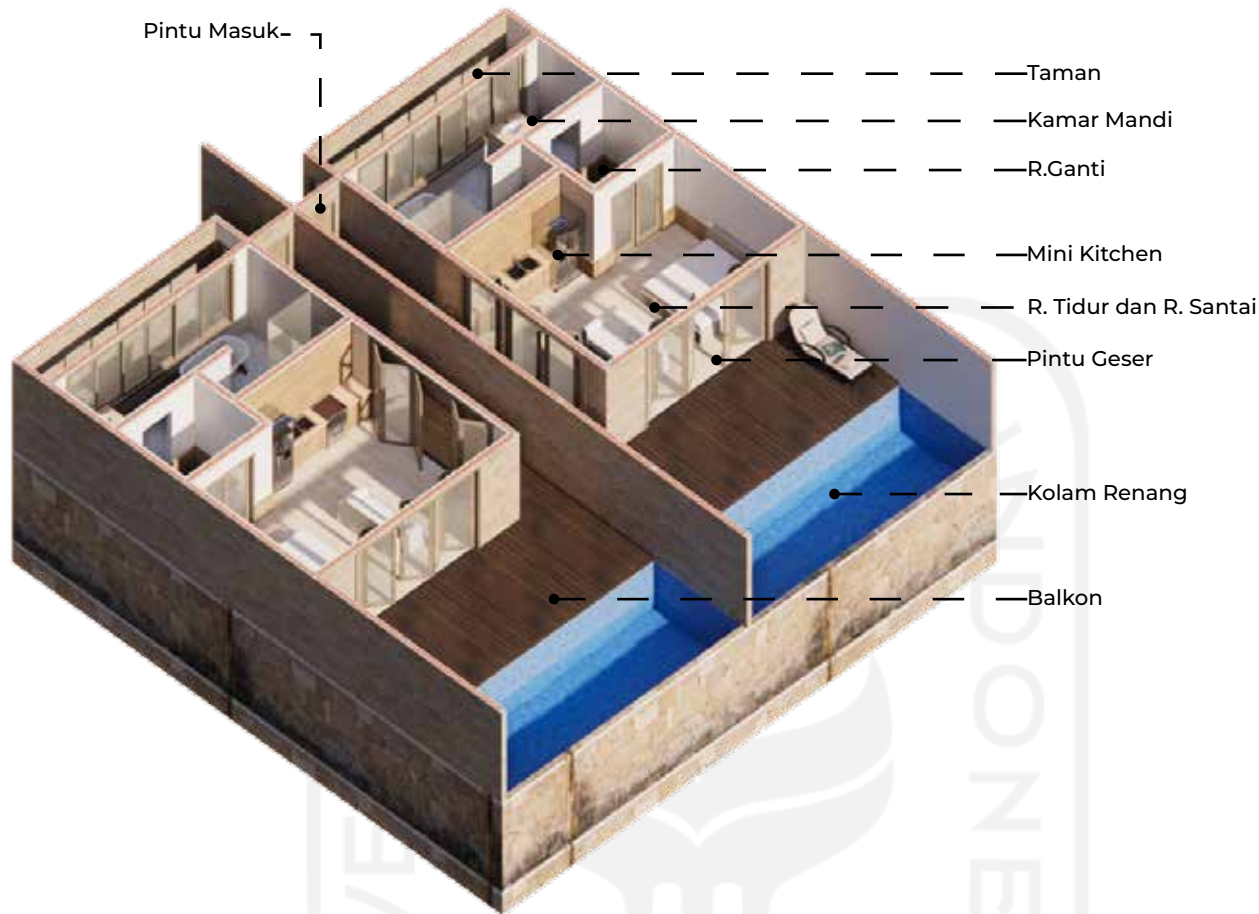 Pintu Masuk
Taman
Kamar Mandi
R.Ganti
Mini Kitchen
R. Tidur dan R. Santai
Pintu Geser
Kolam Renang
Balkon